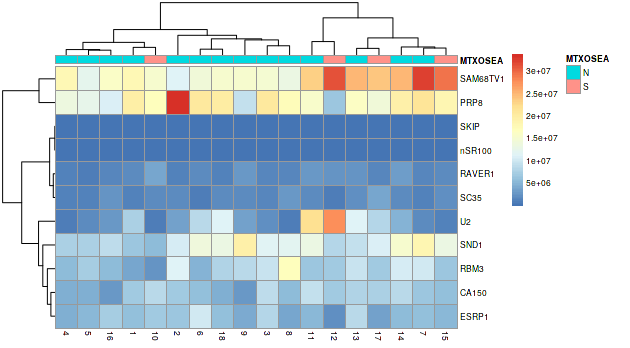 MTXOSEA
SAM68TV1
PRP8
SKIP
nSR100
RAVER1
SC35
U2
SND1
RBM3
CA150
ESRP1
4 5 16 1 10 2 6 18 9 3 8 11 12 13 17 14 7 15
3e+07
2.5e+07
2e+07
1.5e+07
1e+07
5e+06
MTXOSEA
N
S